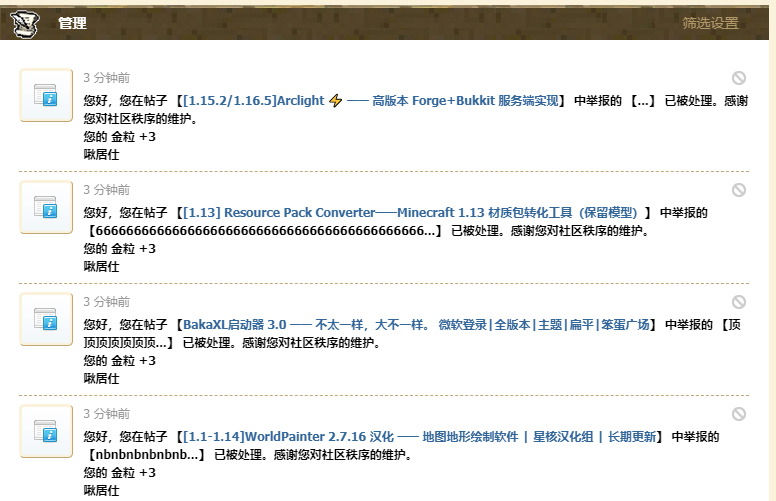 管理 筛选设置
3 分钟前
您好，您在帖子 【[1.15.2/1.16.5]Arclight ⚡ —— 高版本 Forge+Bukkit 服务端实现】 中举报的 【...】 已被处理。感谢
您对社区秩序的维护。
您的 金粒 +3
啾居仕
3 分钟前
您好，您在帖子 【[1.13] Resource Pack Converter——Minecraft 1.13 材质包转化工具（保留模型）】 中举报的
【66666666666666666666666666666666666666666666...】 已被处理。感谢您对社区秩序的维护。
您的 金粒 +3
啾居仕
3 分钟前
您好，您在帖子 【BakaXL启动器 3.0 —— 不太一样，大不一样。 微软登录|全版本|主题|扁平|笨蛋广场】 中举报的 【顶
顶顶顶顶顶顶...】 已被处理。感谢您对社区秩序的维护。
您的 金粒 +3
啾居仕
3 分钟前
您好，您在帖子 【[1.1-1.14]WorldPainter 2.7.16 汉化 —— 地图地形绘制软件 | 星核汉化组 | 长期更新】 中举报的
【nbnbnbnbnbnb...】 已被处理。感谢您对社区秩序的维护。
您的 金粒 +3
啾居仕